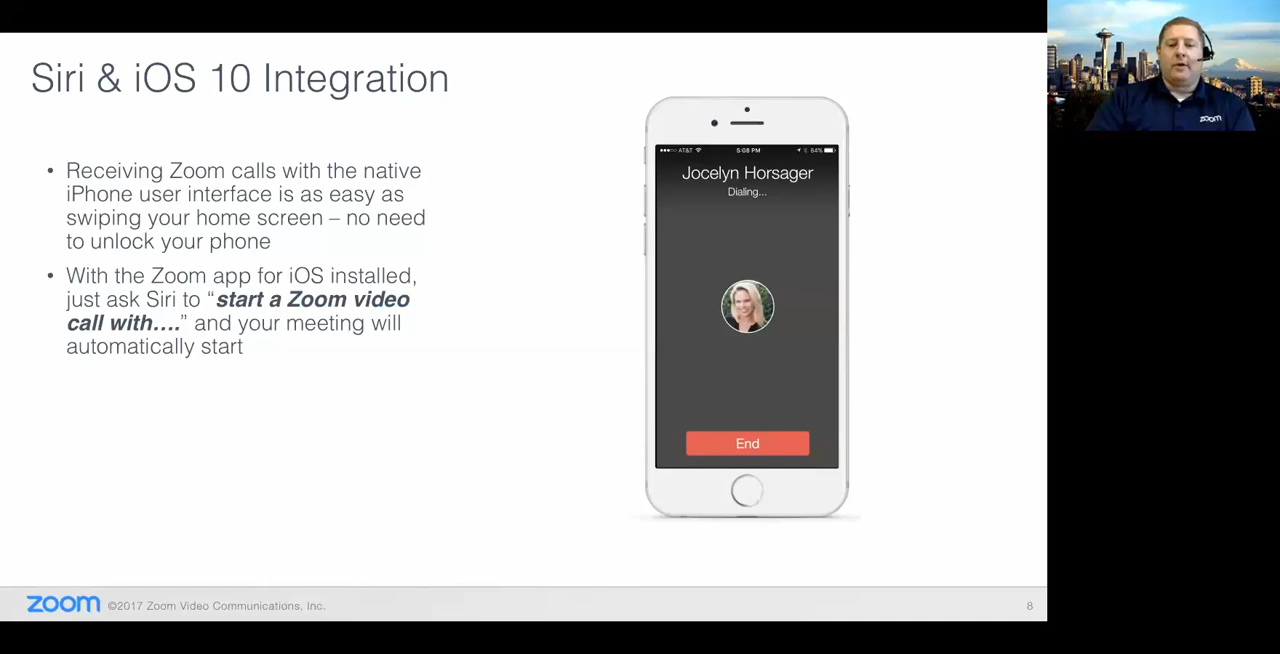 Siri & iOS 10 Integration
• Receiving Zoom calls with the native
iPhone user interface is as easy as
swiping your home screen – no need
to unlock your phone
• With the Zoom app for iOS installed,
just ask Siri to “start a Zoom video
call with….” and your meeting will
automatically start
AT&T 5:08 PM 64%
Jocelyn Horsager
Dialing...
End
zoom ©2017 Zoom Video Communications, Inc. 8
zoom